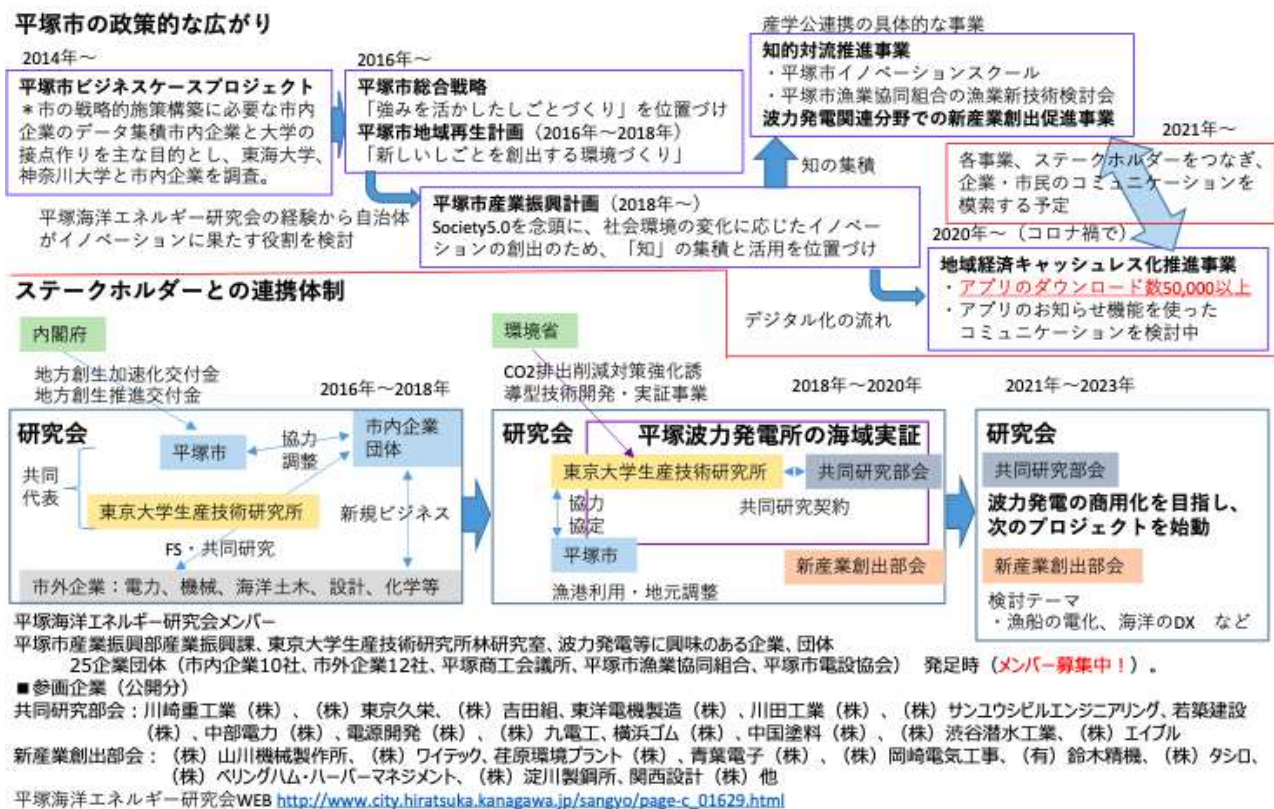 平塚市の政策的な広がり
2014年～
平塚市ビジネスケースプロジェクト
＊市の戦略的施策構築に必要な市内
企業のデータ集積市内企業と大学の
接点作りを主な目的とし、東海大学、
神奈川大学と市内企業を調査。
2016年～
平塚市総合戦略
「強みを活かしたしごとづくり」を位置づけ
平塚市地域再生計画（2016年～2018年）
「新しいしごとを創出する環境づくり」
産学公連携の具体的な事業
知的対流推進事業
・平塚市イノベーションスクール
・平塚市漁業協同組合の漁業新技術検討会
波力発電関連分野での新産業創出促進事業
2021年～
各事業、ステークホルダーをつなぎ、
企業・市民のコミュニケーションを
模索する予定
知の集積
平塚海洋エネルギー研究会の経験から自治体
がイノベーションに果たす役割を検討
平塚市産業振興計画（2018年～）
Society5.0を念頭に、社会環境の変化に応じたイノベー
ションの創出のため、「知」の集積と活用を位置づけ
2020年～（コロナ禍で）
地域経済キャッシュレス化推進事業
・アプリのダウンロード数50,000以上
・アプリのお知らせ機能を使った
コミュニケーションを検討中
デジタル化の流れ
ステークホルダーとの連携体制
内閣府
地方創生加速化交付金
地方創生推進交付金
2016年～2018年
研究会
平塚市
協力
調整
市内企業
団体
共同
代表
東京大学生産技術研究所
新規ビジネス
FS・共同研究
市外企業：電力、機械、海洋土木、設計、化学等
環境省
CO2排出削減対策強化誘
導型技術開発・実証事業
2018年～2020年
研究会
平塚波力発電所の海域実証
東京大学生産技術研究所
共同研究部会
協力
協定
共同研究契約
平塚市
新産業創出部会
漁港利用・地元調整
2021年～2023年
研究会
共同研究部会
波力発電の商用化を目指し、
次のプロジェクトを始動
新産業創出部会
検討テーマ
・漁船の電化、海洋のDX など
平塚海洋エネルギー研究会メンバー
平塚市産業振興部産業振興課、東京大学生産技術研究所林研究室、波力発電等に興味のある企業、団体
25企業団体（市内企業10社、市外企業12社、平塚商工会議所、平塚市漁業協同組合、平塚市電設協会） 発足時（メンバー募集中！）。
■参画企業（公開分）
共同研究部会：川崎重工業（株）、（株）東京久栄、（株）吉田組、東洋電機製造（株）、川田工業（株）、（株）サンユウシビルエンジニアリング、若築建設
（株）、中部電力（株）、電源開発（株）、（株）九電工、横浜ゴム（株）、中国塗料（株）、（株）渋谷潜水工業、（株）エイブル
新産業創出部会：（株）山川機械製作所、（株）ワイテック、荏原環境プラント（株）、青葉電子（株）、（株）岡崎電気工事、（有）鈴木精機、（株）タシロ、
（株）ベリングハム・ハーバーマネジメント、（株）淀川製鋼所、関西設計（株）他
平塚海洋エネルギー研究会WEB http://www.city.hiratsuka.kanagawa.jp/sangyo/page-c_01629.html